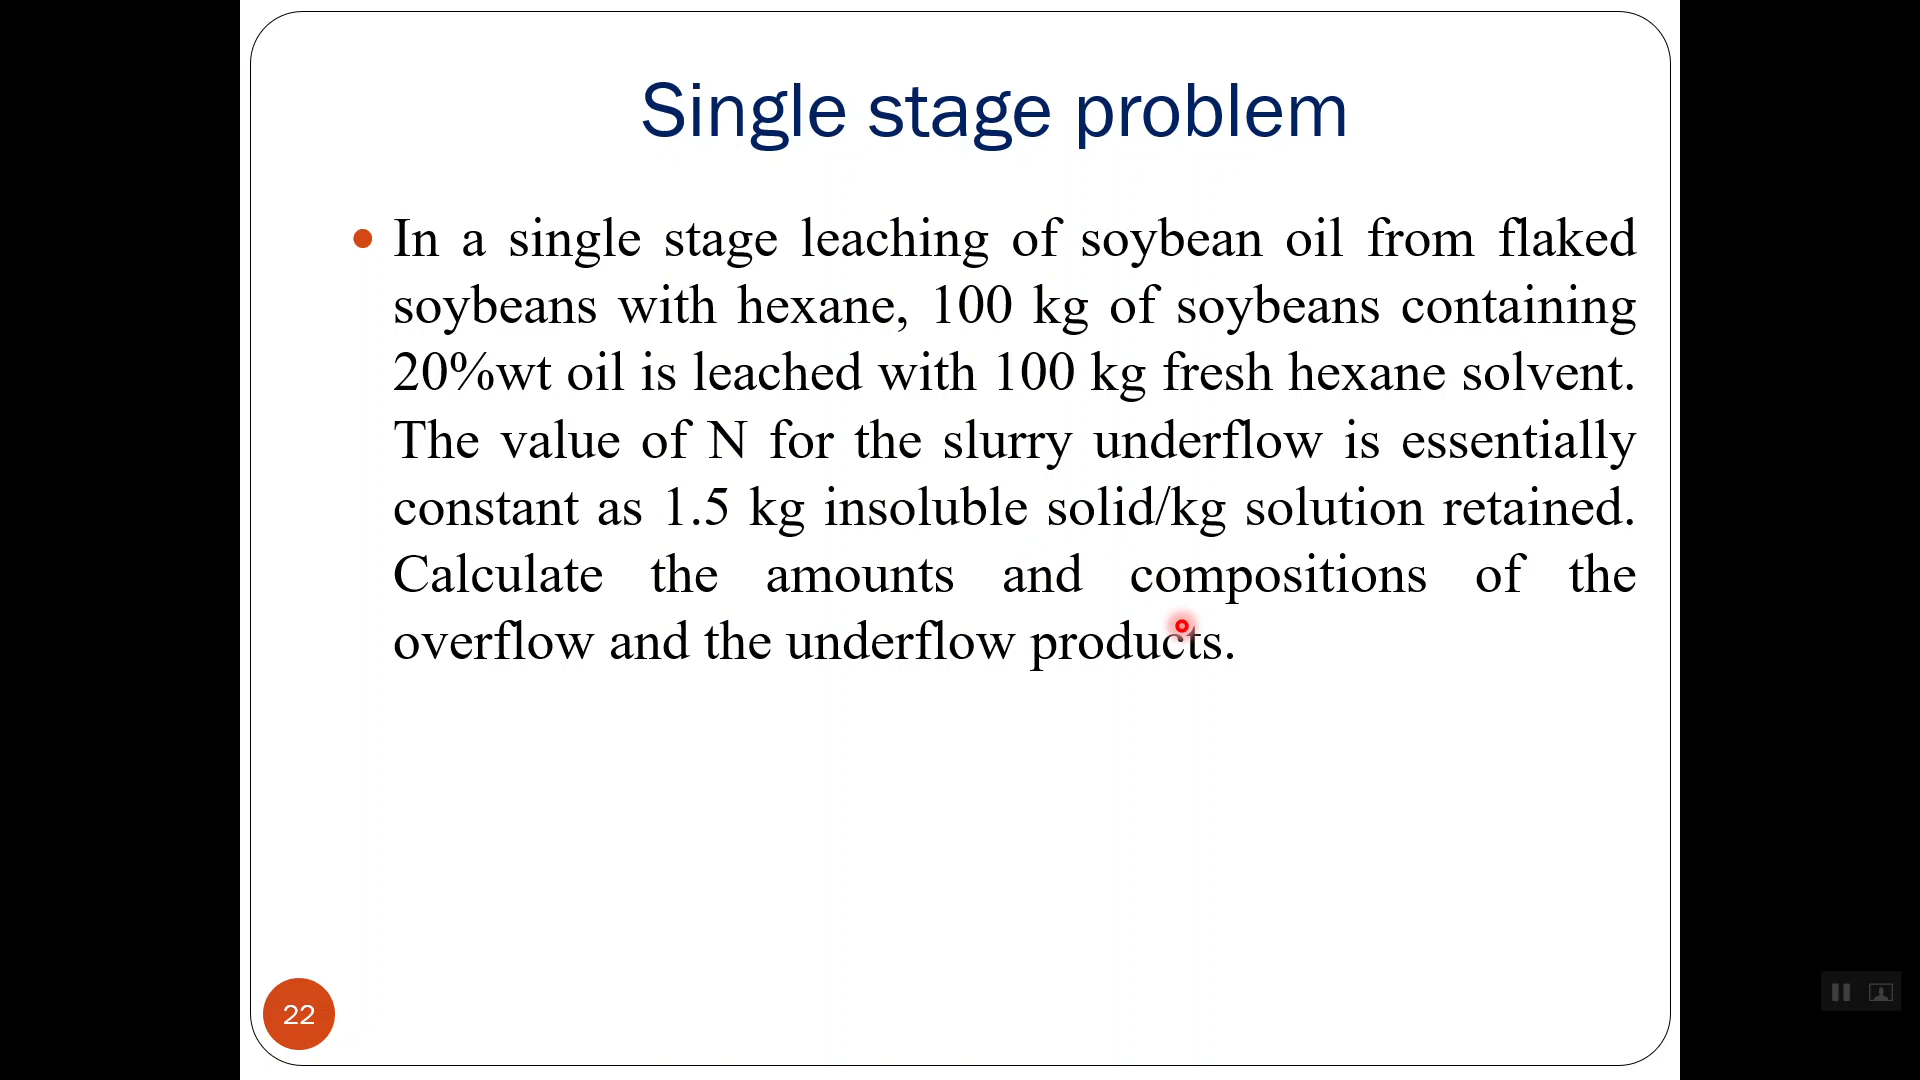 Single stage problem
In a single stage leaching of soybean oil from flaked
soybeans with hexane, 100 kg of soybeans containing
20%wt oil is leached with 100 kg fresh hexane solvent.
The value of N for the slurry underflow is essentially
constant as 1.5 kg insoluble solid/kg solution retained.
Calculate the amounts and compositions of the
overflow and the underflow products.
22